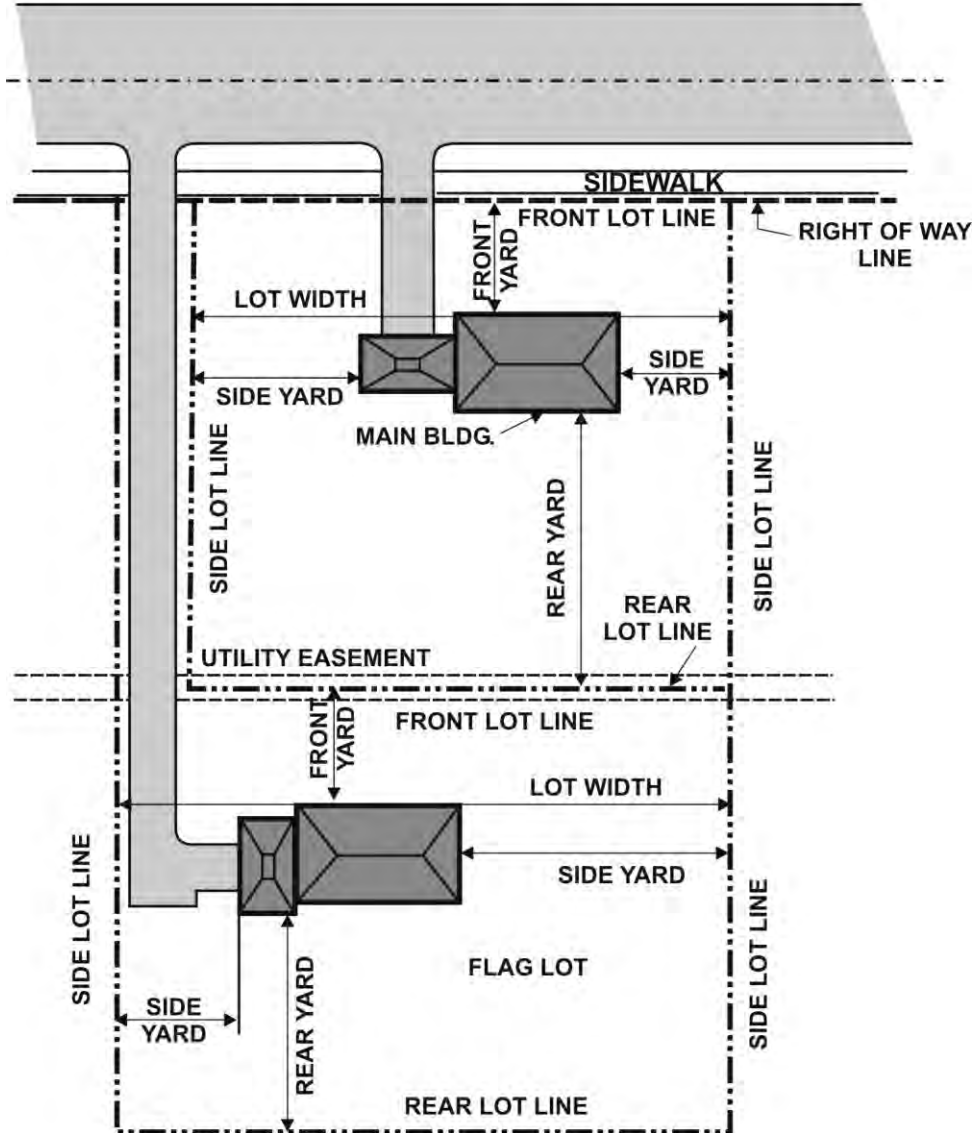 SIDEWALK
FRONT LOT LINE
RIGHT OF WAY
LINE
FRONT
YARD
LOT WIDTH
SIDE
YARD
SIDE YARD
MAIN BLDG.
SIDE LOT LINE
REAR YARD
SIDE LOT LINE
REAR
LOT LINE
UTILITY EASEMENT
FRONT LOT LINE
FRONT
YARD
LOT WIDTH
SIDE YARD
SIDE LOT LINE
FLAG LOT
SIDE LOT LINE
SIDE
YARD
REAR YARD
REAR LOT LINE